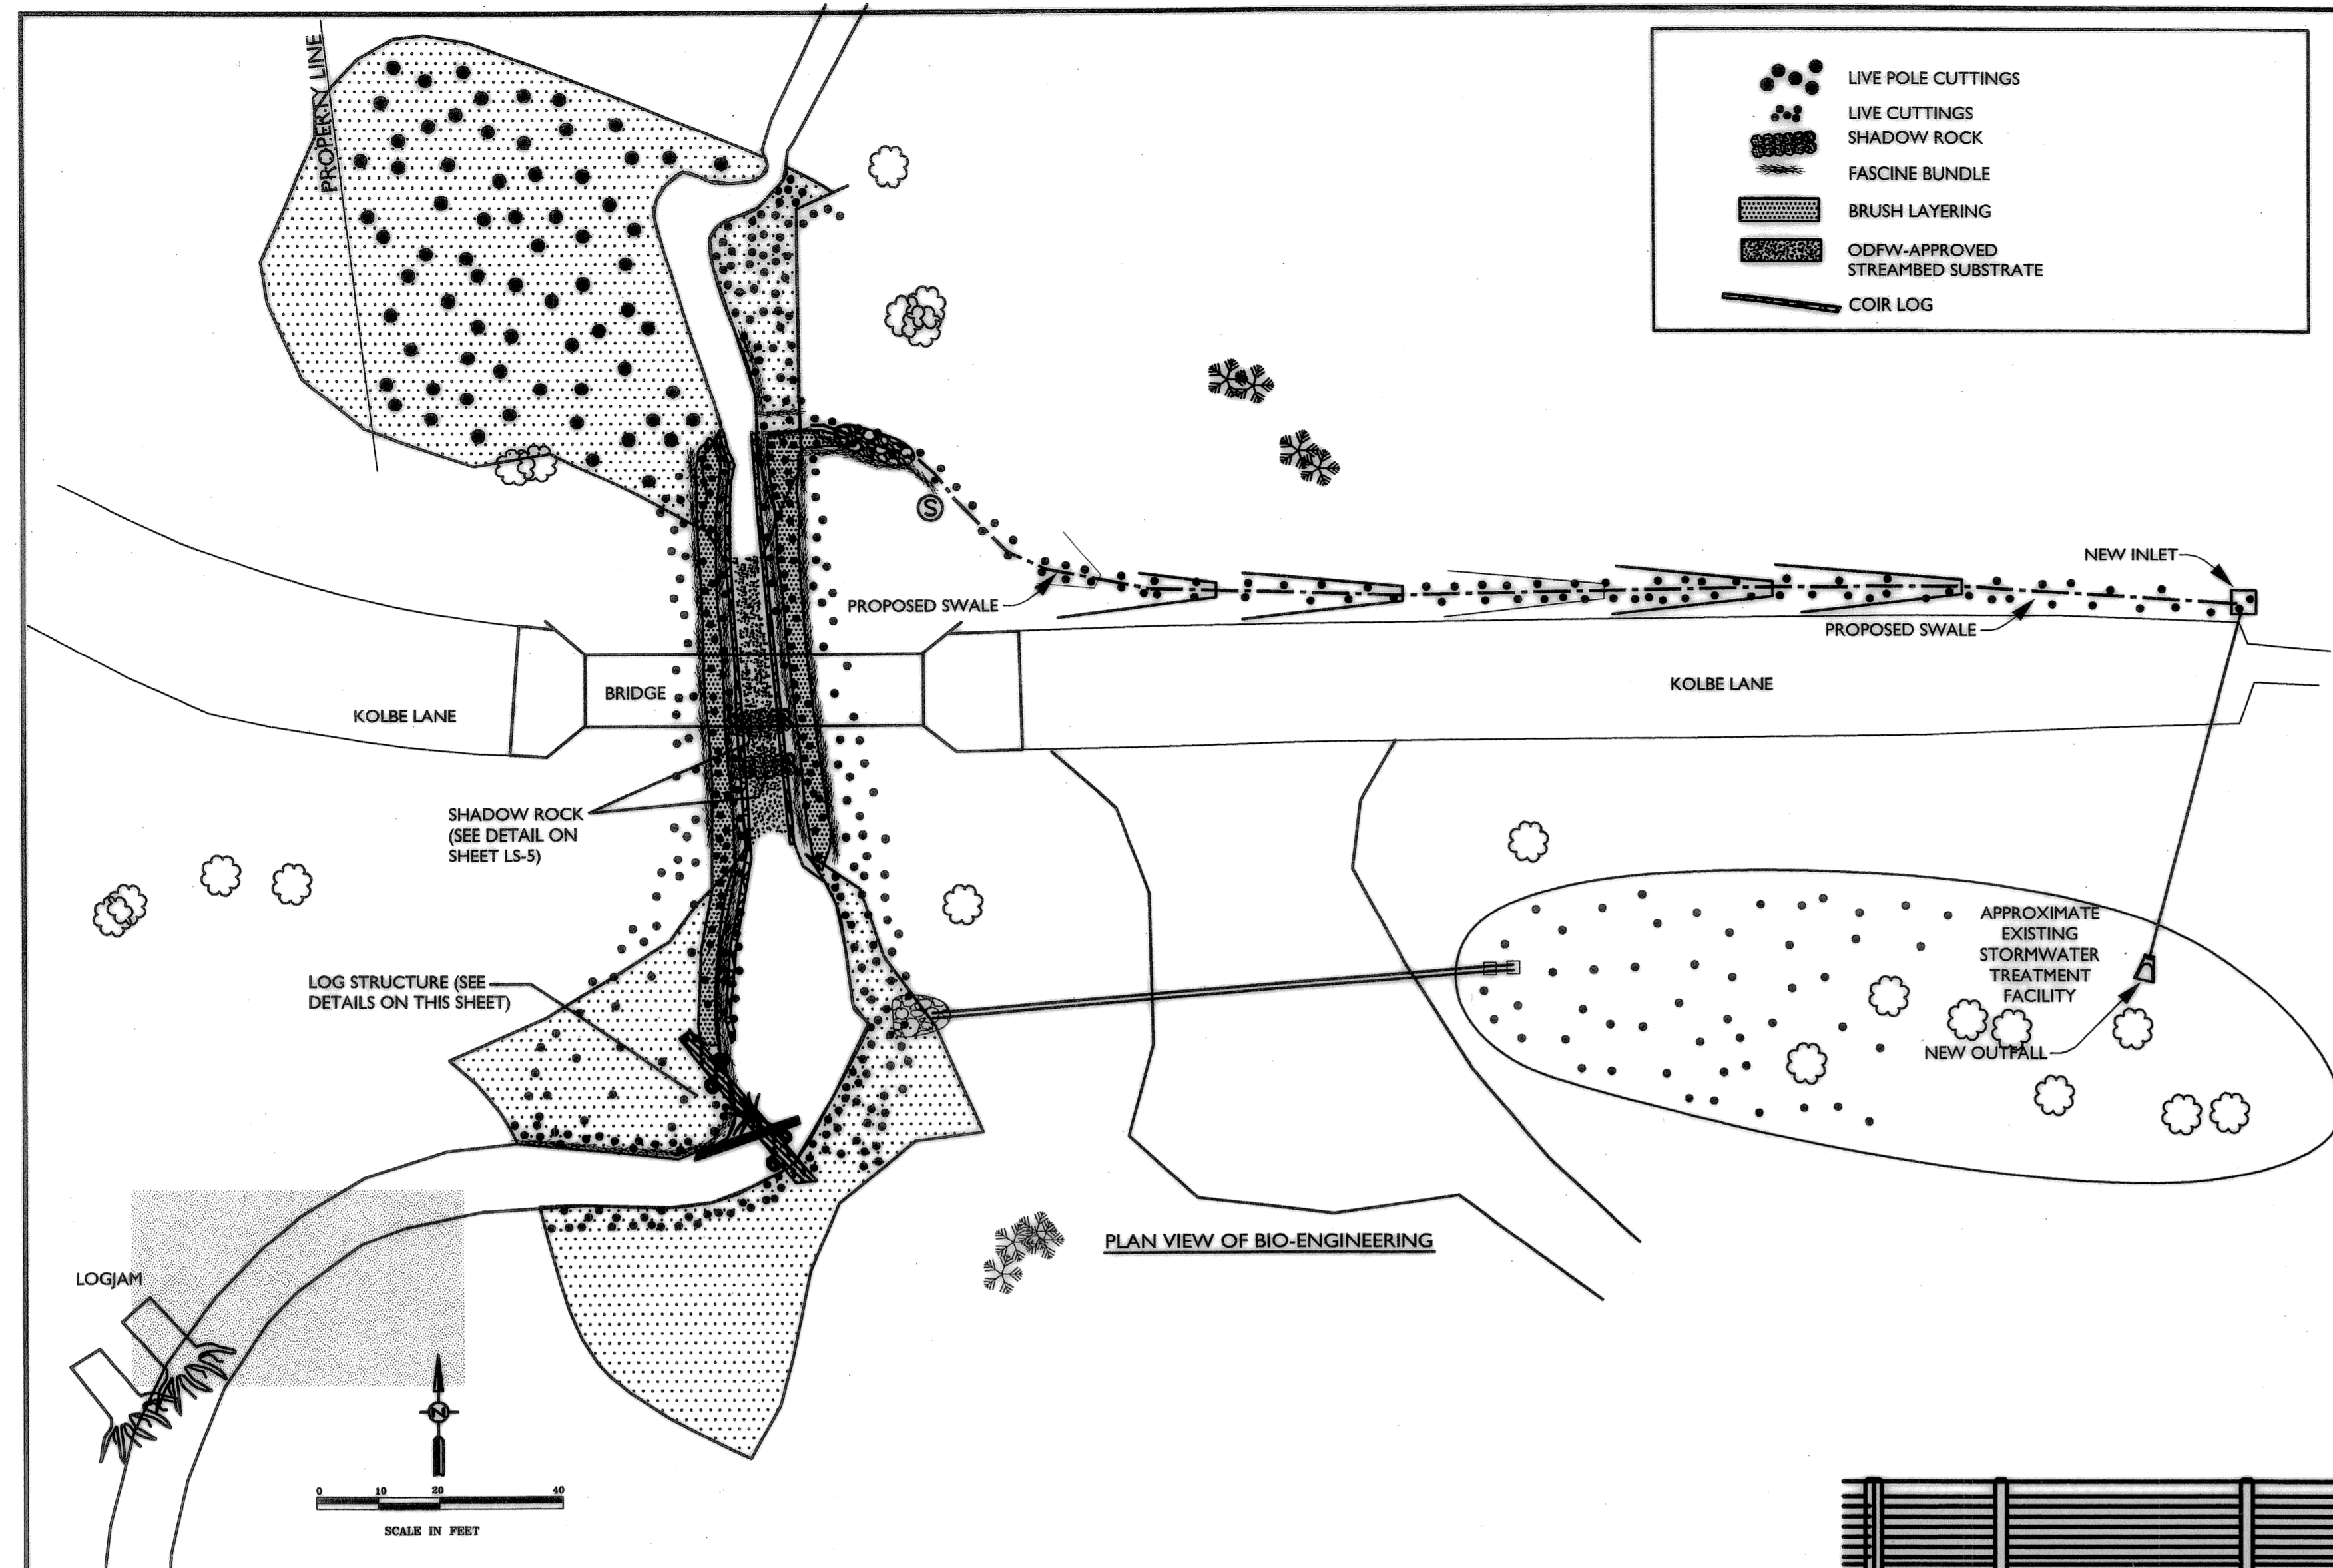 PROPERTY LINE
LIVE POLE CUTTINGS
LIVE CUTTINGS
SHADOW ROCK
FASCINE BUNDLE
BRUSH LAYERING
ODFW-APPROVED
STREAMBED SUBSTRATE
COIR LOG
S
NEW INLET
PROPOSED SWALE
PROPOSED SWALE
BRIDGE
KOLBE LANE
KOLBE LANE
SHADOW ROCK
(SEE DETAIL ON
SHEET LS-5)
APPROXIMATE
EXISTING
STORMWATER
TREATMENT
FACILITY
LOG STRUCTURE (SEE
DETAILS ON THIS SHEET)
NEW OUTFALL
PLAN VIEW OF BIO-ENGINEERING
LOGJAM
N
0 10 20 40
SCALE IN FEET